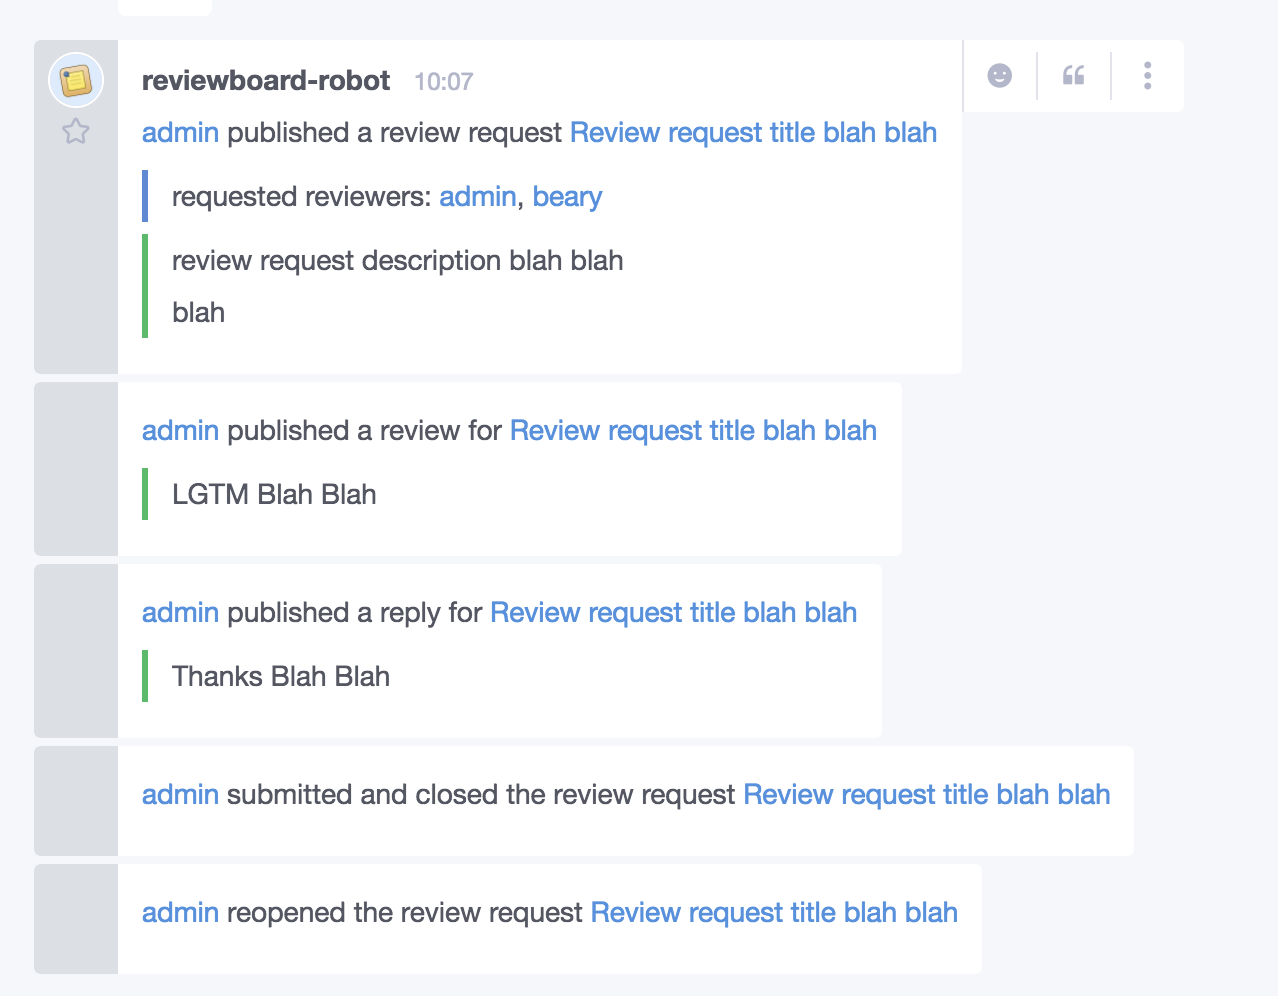 reviewboard-robot 10:07
admin published a review request Review request title blah blah
requested reviewers: admin, beary
review request description blah blah
blah
admin published a review for Review request title blah blah
LGTM Blah Blah
admin published a reply for Review request title blah blah
Thanks Blah Blah
admin submitted and closed the review request Review request title blah blah
admin reopened the review request Review request title blah blah